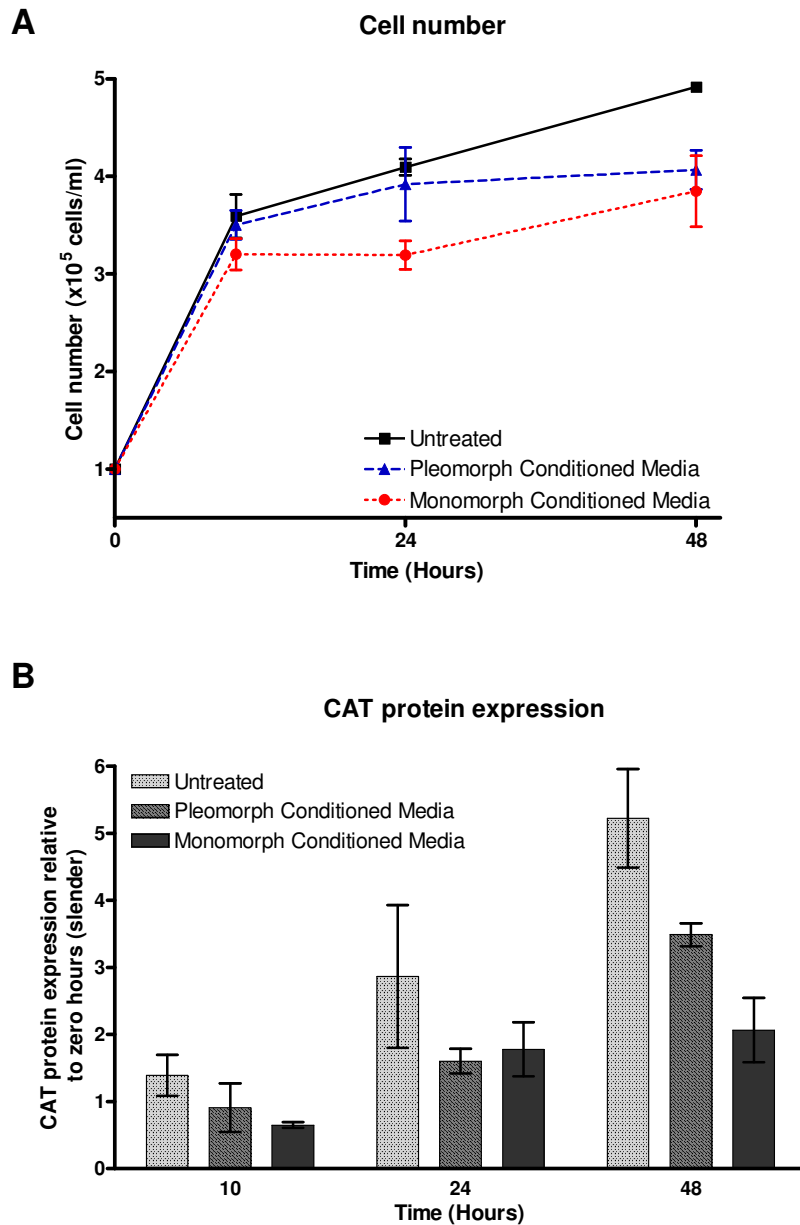 A
Cell number
Cell number (x10⁵ cells/ml)
5
4
3
2
1
Untreated
Pleomorph Conditioned Media
Monomorph Conditioned Media
0
24
48
Time (Hours)
B
CAT protein expression
CAT protein expression relative
to zero hours (slender)
6
5
4
3
2
1
0
Untreated
Pleomorph Conditioned Media
Monomorph Conditioned Media
10
24
48
Time (Hours)